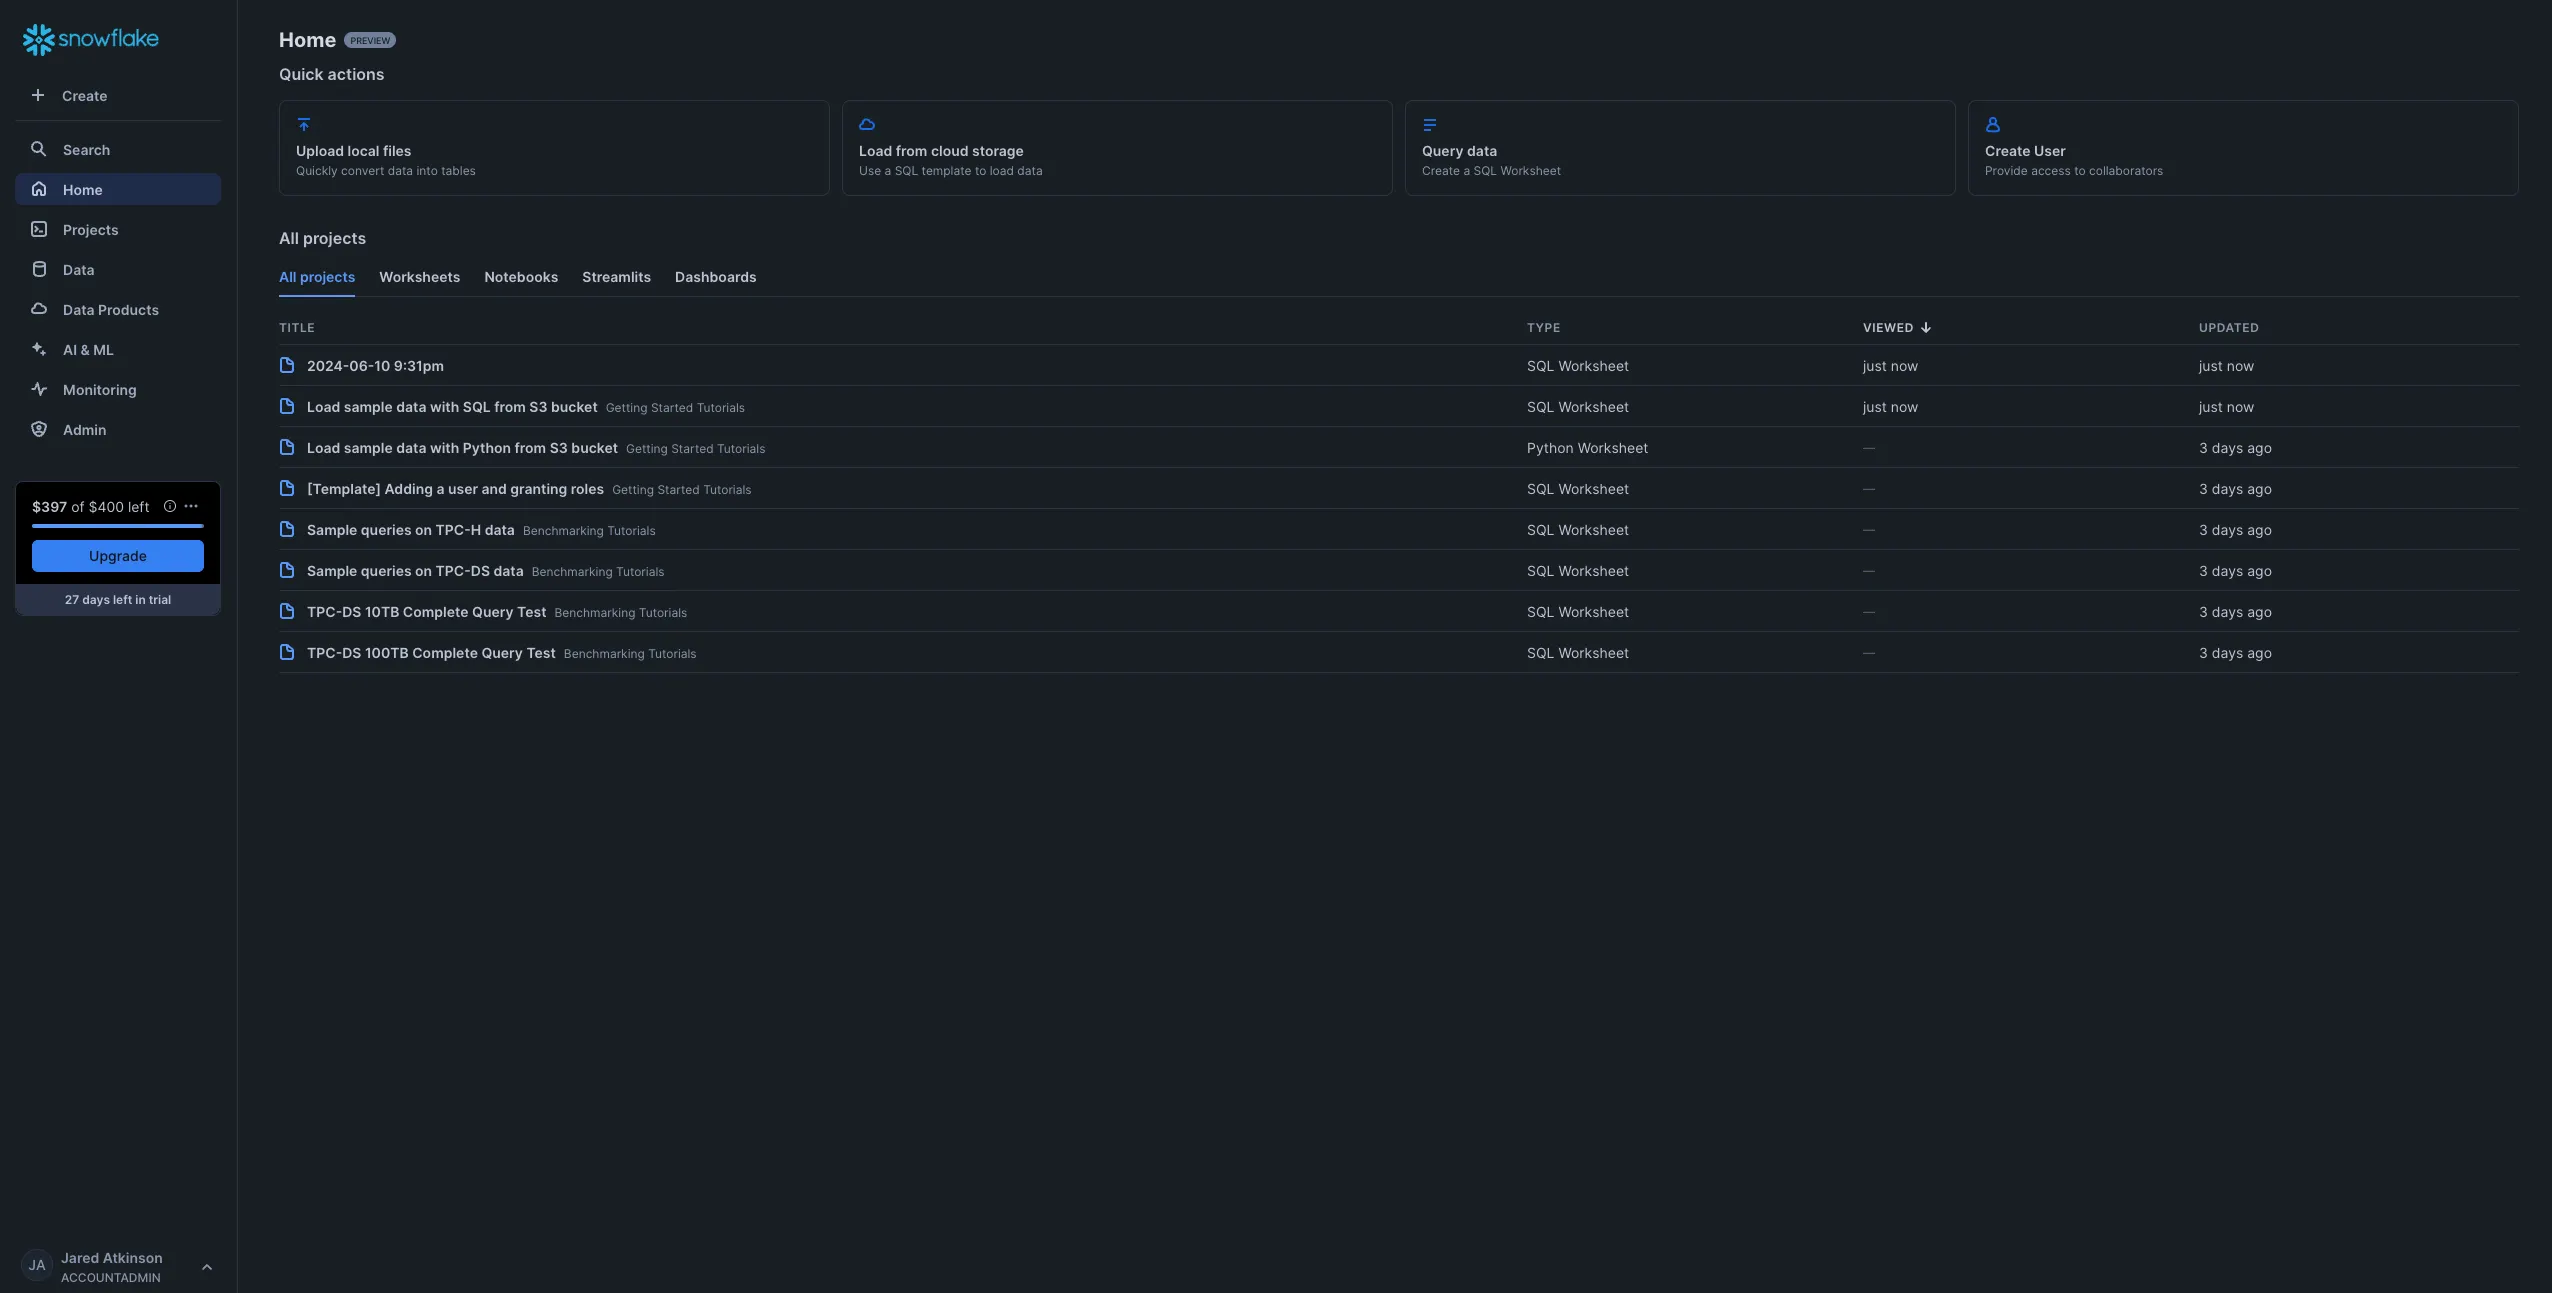 snowflake
Create
Search
Home
Projects
Data
Data Products
AI & ML
Monitoring
Admin
$397 of $400 left
Upgrade
27 days left in trial
JA
Jared Atkinson
ACCOUNTADMIN
Home PREVIEW
Quick actions
Upload local files
Quickly convert data into tables
Load from cloud storage
Use a SQL template to load data
Query data
Create a SQL Worksheet
Create User
Provide access to collaborators
All projects
All projects Worksheets Notebooks Streamlits Dashboards
TITLE TYPE VIEWED UPDATED
2024-06-10 9:31pm SQL Worksheet just now just now
Load sample data with SQL from S3 bucket Getting Started Tutorials SQL Worksheet just now just now
Load sample data with Python from S3 bucket Getting Started Tutorials Python Worksheet — 3 days ago
[Template] Adding a user and granting roles Getting Started Tutorials SQL Worksheet — 3 days ago
Sample queries on TPC-H data Benchmarking Tutorials SQL Worksheet — 3 days ago
Sample queries on TPC-DS data Benchmarking Tutorials SQL Worksheet — 3 days ago
TPC-DS 10TB Complete Query Test Benchmarking Tutorials SQL Worksheet — 3 days ago
TPC-DS 100TB Complete Query Test Benchmarking Tutorials SQL Worksheet — 3 days ago